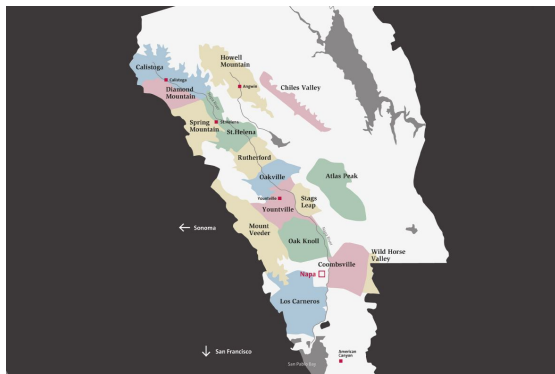 Howell
Mountain
Calistoga
Calistoga
Angwin
Chiles Valley
Diamond
Mountain
Spring
Mountain
St. Helena
St.Helena
Rutherford
Oakville
Atlas Peak
Yountville
Yountville
Stags
Leap
Mount
Veeder
← Sonoma
Oak Knoll
Wild Horse
Valley
Coombsville
Napa
Los Carneros
↓ San Francisco
American
Canyon
San Pablo Bay